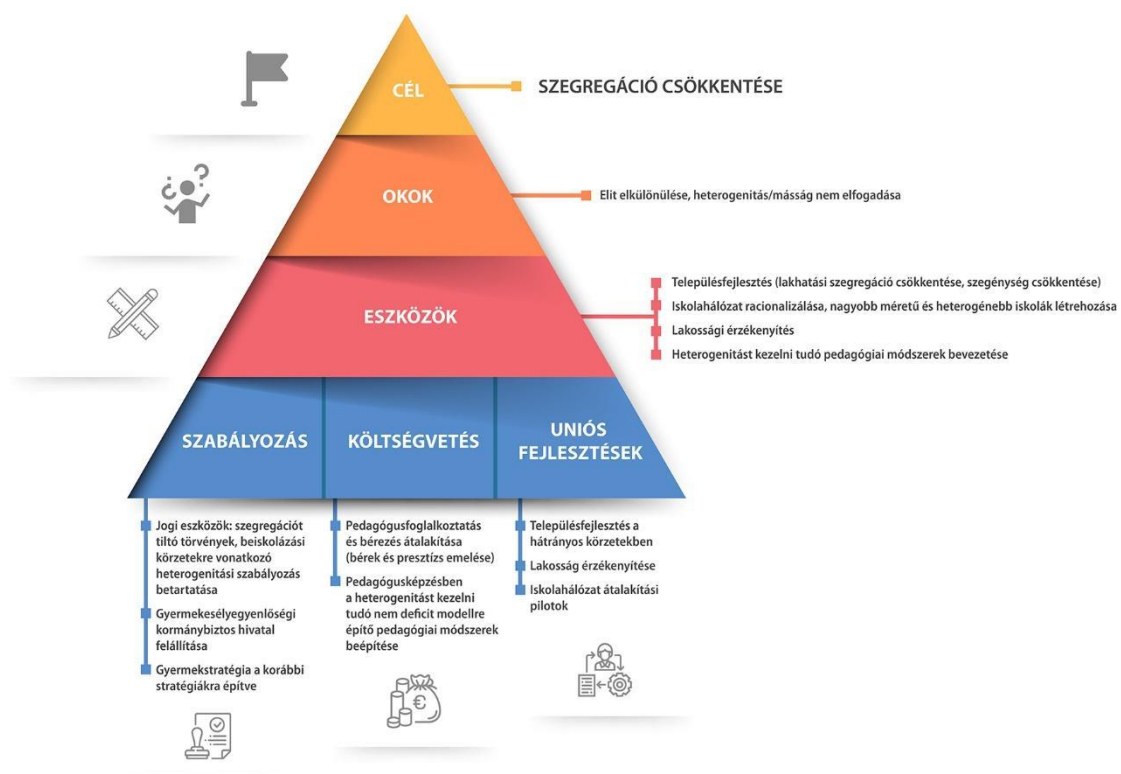 CÉL
SZEGREGÁCIÓ CSÖKKENTÉSE
OKOK
Elit elkülönülése, heterogenitás/másság nem elfogadása
ESZKÖZÖK
Településfejlesztés (lakhatási szegregáció csökkentése, szegénység csökkentése)
Iskolahálózat racionalizálása, nagyobb méretű és heterogénebb iskolák létrehozása
Lakossági érzékenyítés
Heterogenitást kezelni tudó pedagógiai módszerek bevezetése
SZABÁLYOZÁS
KÖLTSÉGVETÉS
UNIÓS
FEJLESZTÉSEK
Jogi eszközök: szegregációt
tiltó törvények, beiskolázási
körzetekre vonatkozó
heterogenitási szabályozás
betartatása
Gyermekesélyegyenlőségi
kormánybiztos hivatal
felállítása
Gyermekstratégia a korábbi
stratégiákra építve
Pedagógusfoglalkoztatás
és bérezés átalakítása
(bérek és presztízs emelése)
Pedagógusképzésben
a heterogenitást kezelni
tudó nem deficit modellre
építő pedagógiai módszerek
beépítése
Településfejlesztés a
hátrányos körzetekben
Lakosság érzékenyítése
Iskolahálózat átalakítási
pilotok